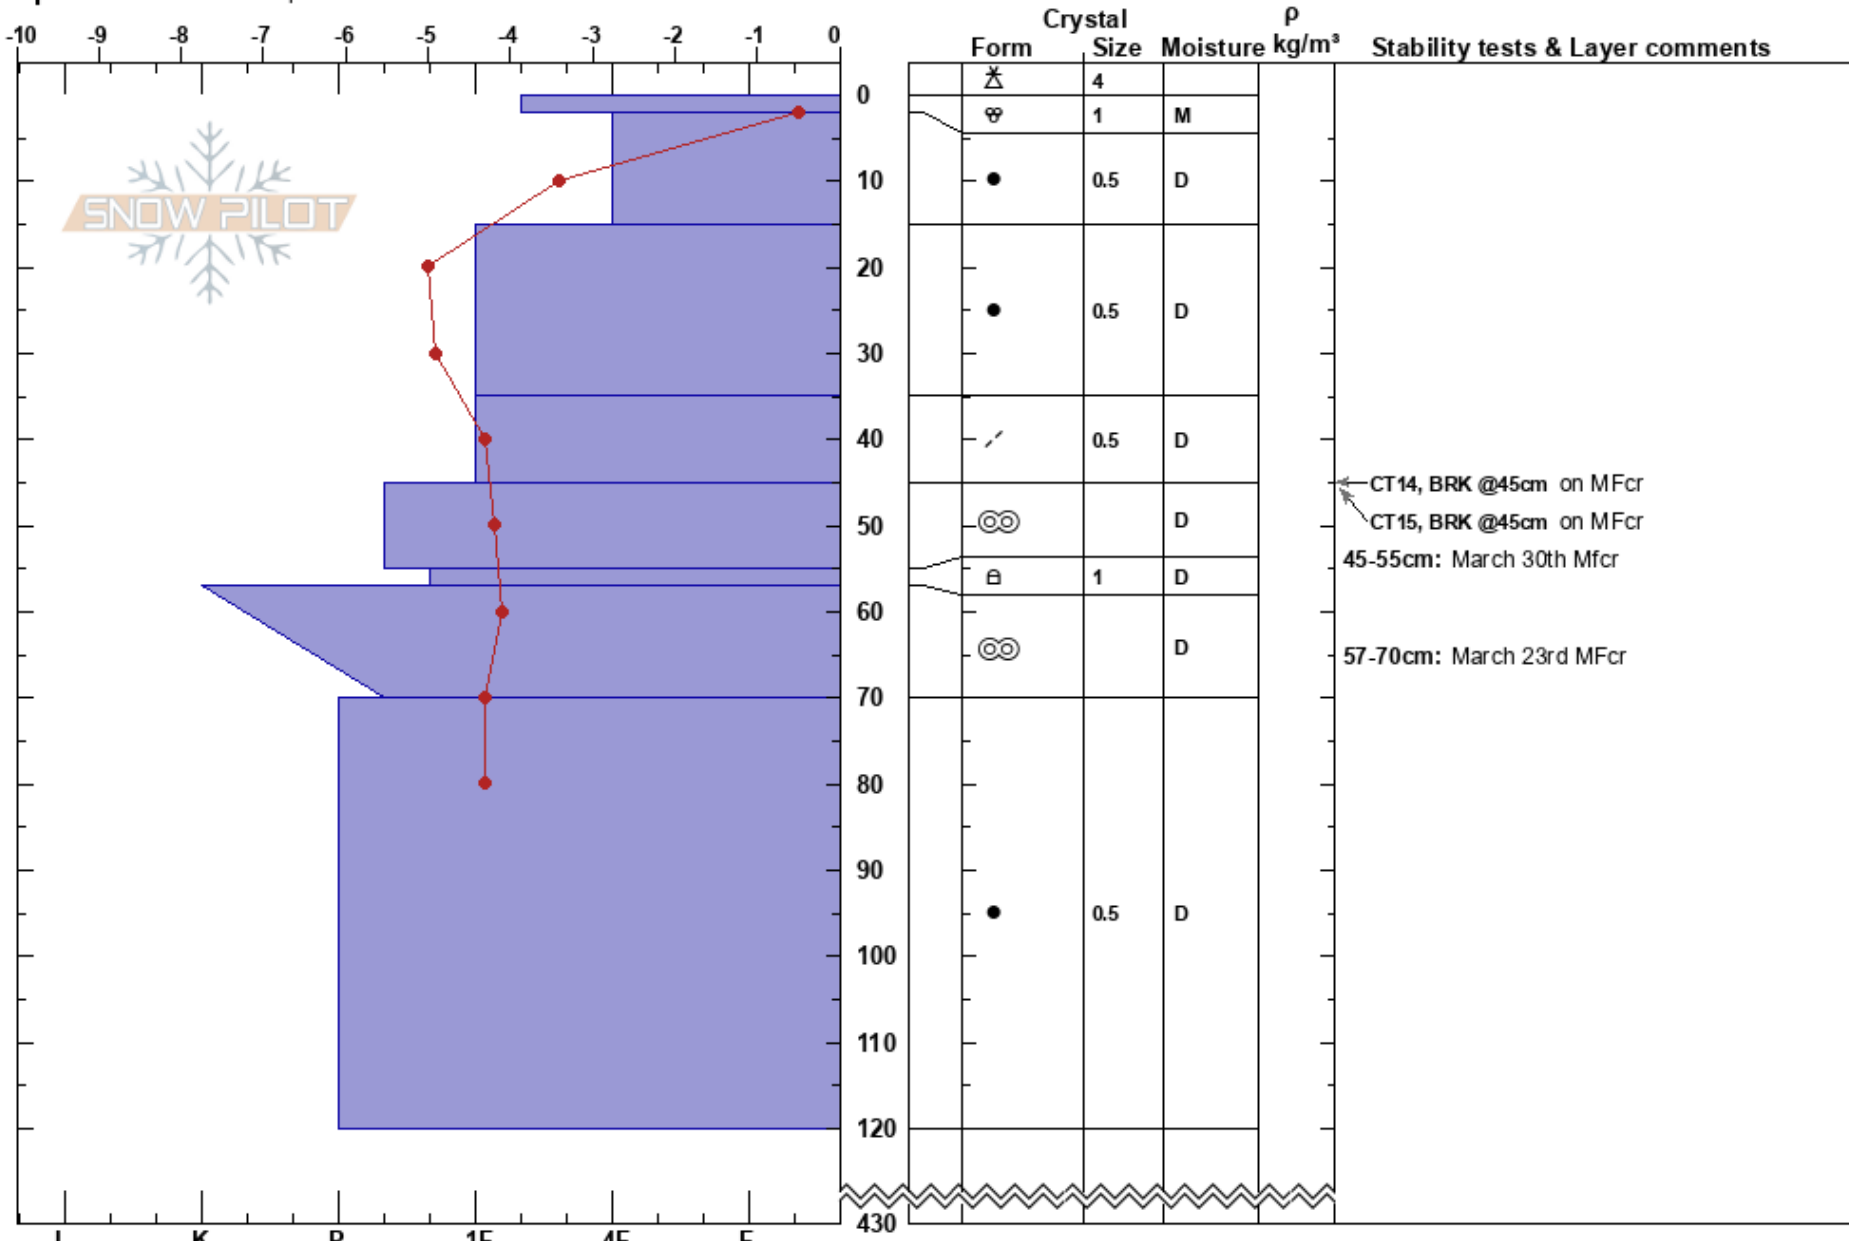 -10 -9 -8 -7 -6 -5 -4 -3 -2 -1 0
Crystal
ρ
Form Size Moisture kg/m³ Stability tests & Layer comments
4
0
1 M
SNOW PILOT
10 0.5 D
20
0.5 D
30
40 0.5 D
CT14, BRK @45cm on MFcr
50 D CT15, BRK @45cm on MFcr
45-55cm: March 30th Mfcr
1 D
60
D 57-70cm: March 23rd MFcr
70
80
90
0.5 D
100
110
120
430